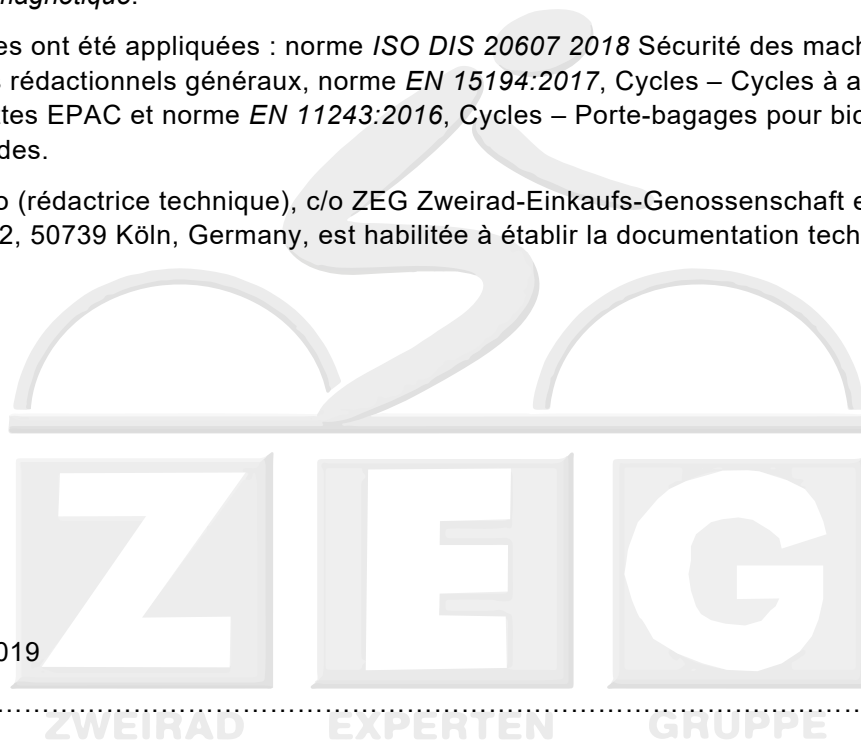 es ont été appliquées : norme ISO DIS 20607 2018 Sécurité des mach
rédactionnels généraux, norme EN 15194:2017, Cycles – Cycles à a
tes EPAC et norme EN 11243:2016, Cycles – Porte-bagages pour bic
des.
(rédactrice technique), c/o ZEG Zweirad-Einkaufs-Genossenschaft e
2, 50739 Köln, Germany, est habilitée à établir la documentation tech
ZEG
019
ZWEIRAD EXPERTEN GRUPPE